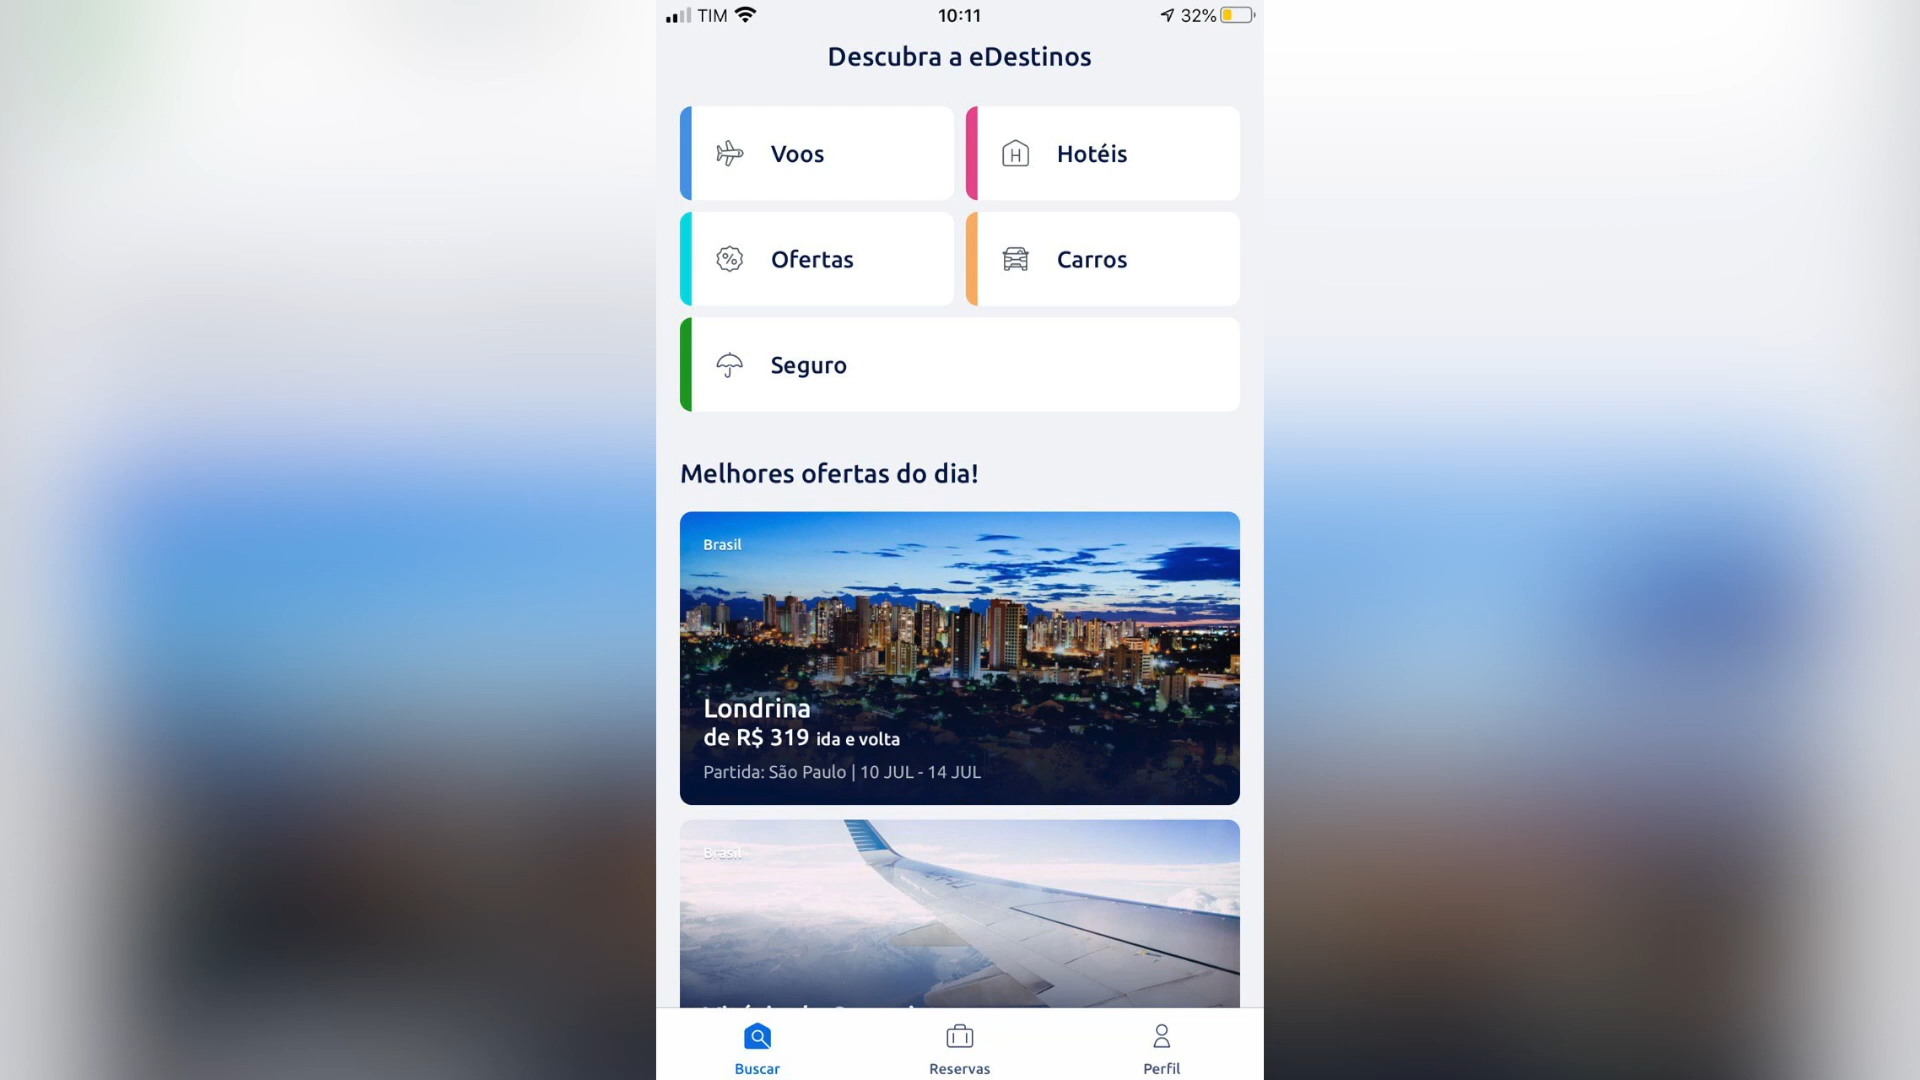 TIM 10:11 32%
Descubra a eDestinos
Voos
Hotéis
Ofertas
Carros
Seguro
Melhores ofertas do dia!
Brasil
Londrina
de R$ 319 ida e volta
Partida: São Paulo | 10 JUL - 14 JUL
Brasil
Buscar
Reservas
Perfil